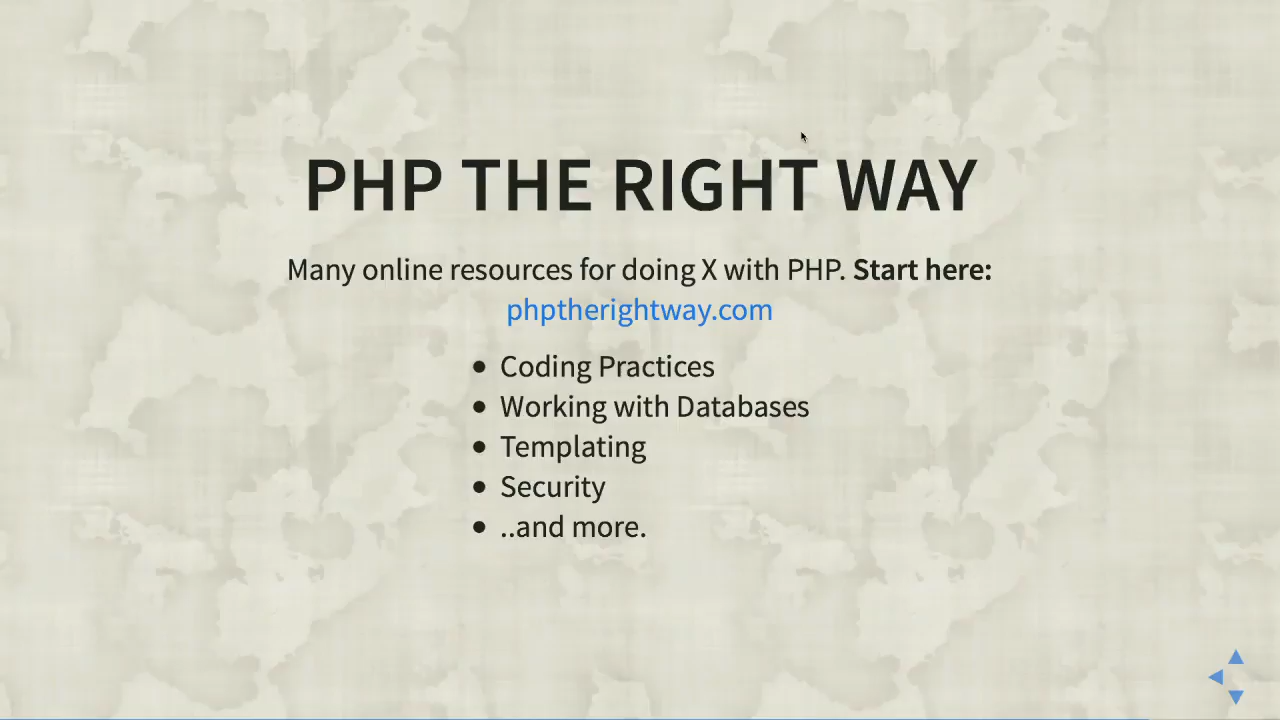 PHP THE RIGHT WAY
Many online resources for doing X with PHP. Start here:
phptherightway.com
Coding Practices
Working with Databases
Templating
Security
..and more.